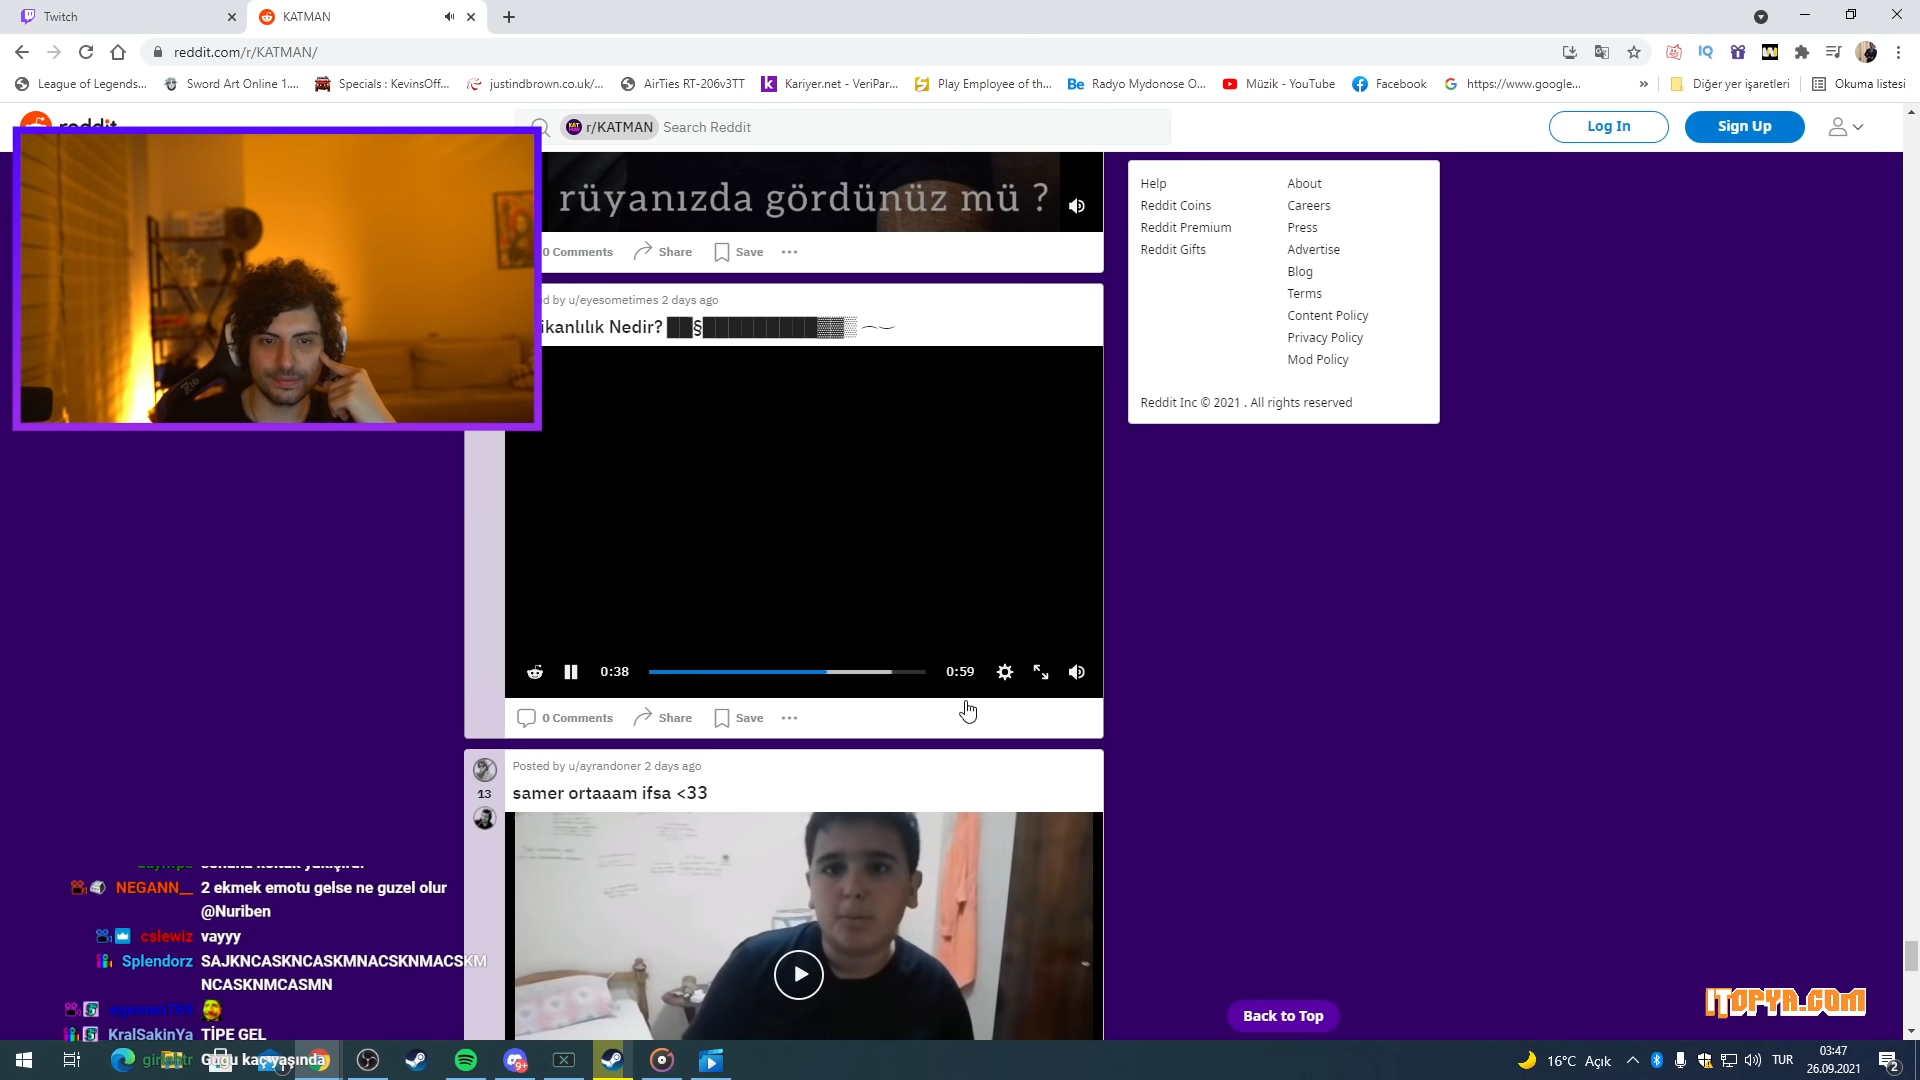 Twitch
KATMAN
reddit.com/r/KATMAN/
League of Legends...
Sword Art Online 1....
Specials : KevinsOff...
justindbrown.co.uk/...
AirTies RT-206v3TT
Kariyer.net - VeriPar...
Play Employee of th...
Radyo Mydonose O...
Müzik - YouTube
Facebook
https://www.google...
»
Diğer yer işaretleri
Okuma listesi
r/KATMAN Search Reddit
Log In
Sign Up
rüyanızda gördünüz mü ?
0 Comments
Share
Save
Help
Reddit Coins
Reddit Premium
Reddit Gifts
About
Careers
Press
Advertise
Blog
Terms
Content Policy
Privacy Policy
Mod Policy
Reddit Inc © 2021 . All rights reserved
ed by u/eyesometimes 2 days ago
ikanlılık Nedir? ██§██████████▓▓▒
0:38
0:59
0 Comments
Share
Save
Posted by u/ayrandoner 2 days ago
13
samer ortaaam ifsa <33
NEGANN__ 2 ekmek emotu gelse ne guzel olur
@Nuriben
cslewiz vayyy
Splendorz SAJKNCASKNCASKMNACSKNMACSKM
NCASKNMCASMN
KralSakinYa TİPE GEL
Gugu kaç yaşında
Back to Top
ITOPYA.COM
16°C Açık
TUR
03:47
26.09.2021
2